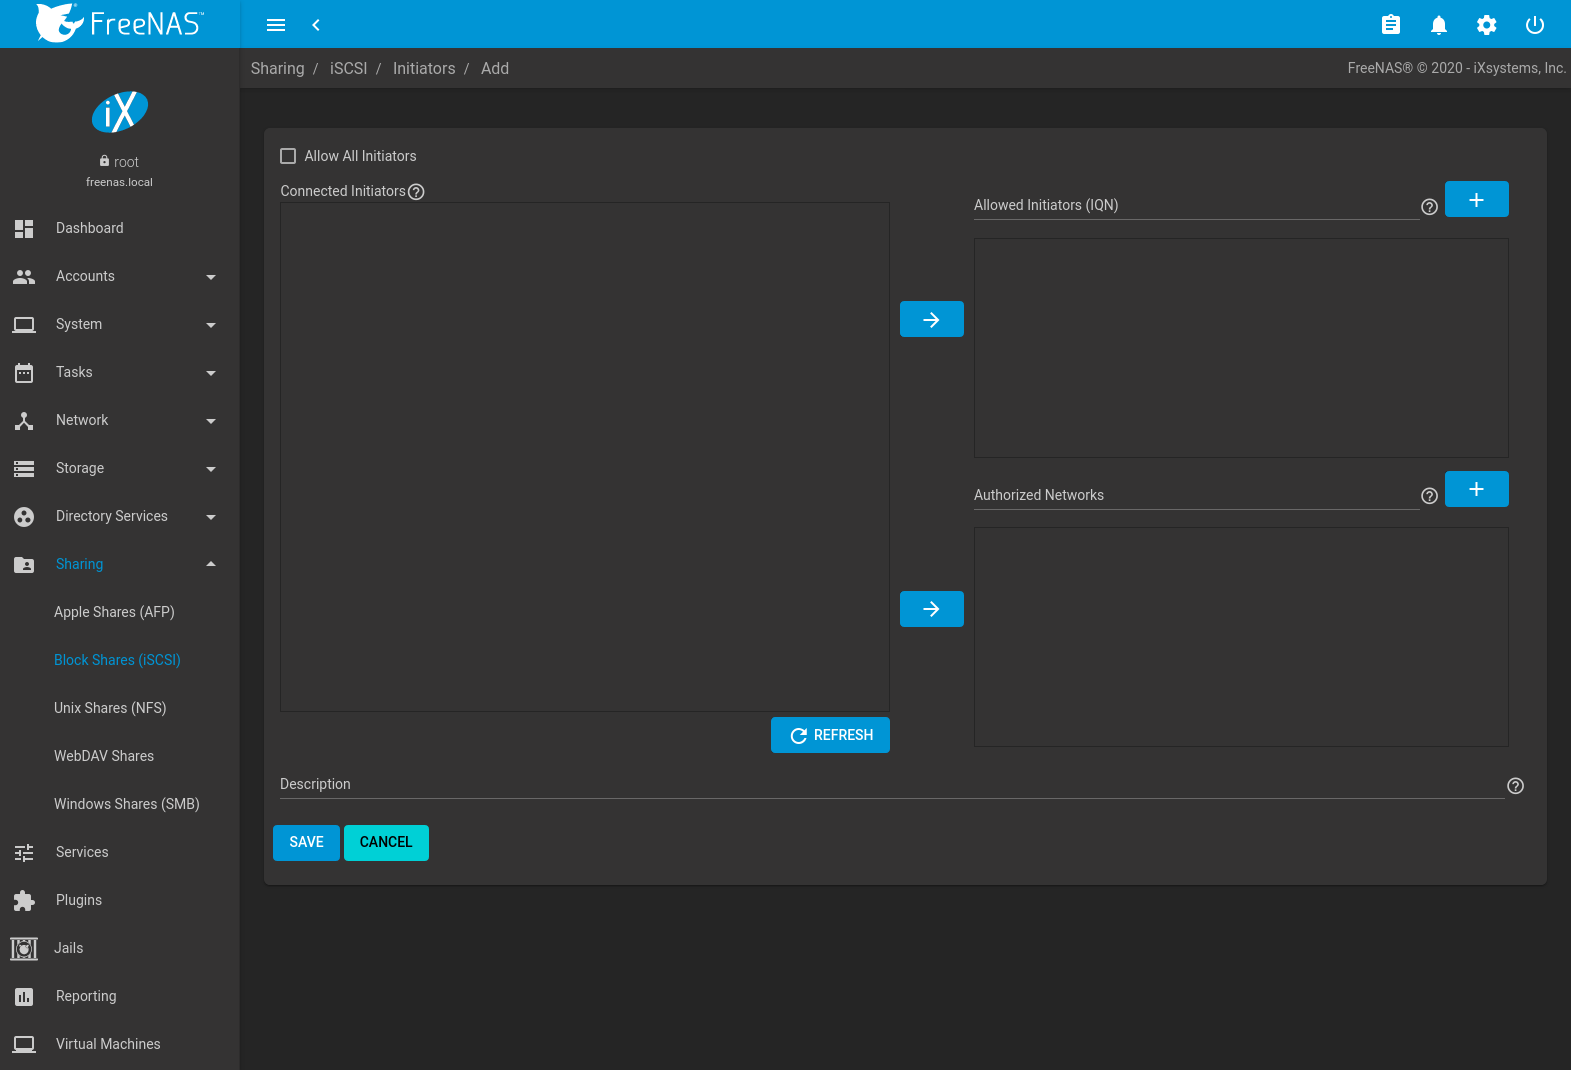 FreeNAS™
Sharing / iSCSI / Initiators / Add
FreeNAS® © 2020 - iXsystems, Inc.
iX
root
freenas.local
Dashboard
Accounts
System
Tasks
Network
Storage
Directory Services
Sharing
Apple Shares (AFP)
Block Shares (iSCSI)
Unix Shares (NFS)
WebDAV Shares
Windows Shares (SMB)
Services
Plugins
Jails
Reporting
Virtual Machines
Allow All Initiators
Connected Initiators
Allowed Initiators (IQN)
Authorized Networks
REFRESH
Description
SAVE
CANCEL